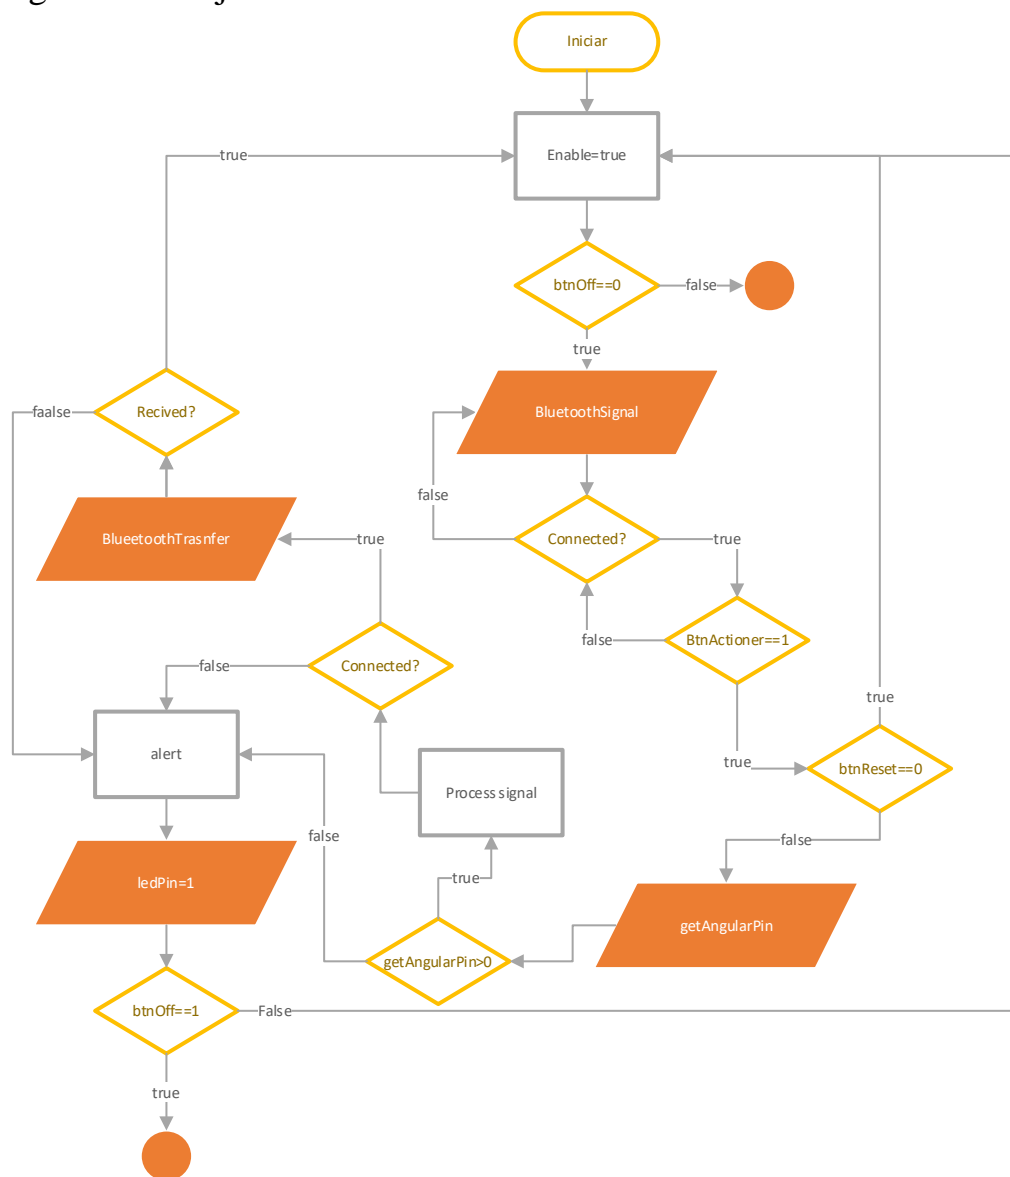 Iniciar
true
Enable=true
btnOff==0
false
true
faalse
Recived?
BluetoothSignal
false
BlueetoothTrasnfer
true
Connected?
true
false
BtnActioner==1
false
Connected?
true
alert
true
btnReset==0
Process signal
false
false
ledPin=1
true
getAngularPin
getAngularPin>0
btnOff==1
False
true